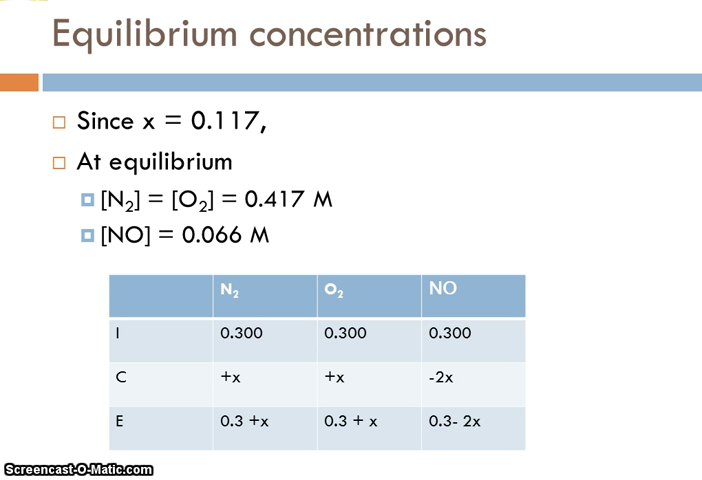 Equilibrium concentrations
Since x = 0.117,
At equilibrium
[N₂] = [O₂] = 0.417 M
[NO] = 0.066 M
N₂ O₂ NO
I 0.300 0.300 0.300
C +x +x -2x
E 0.3 +x 0.3 + x 0.3- 2x
Screencast-O-Matic.com